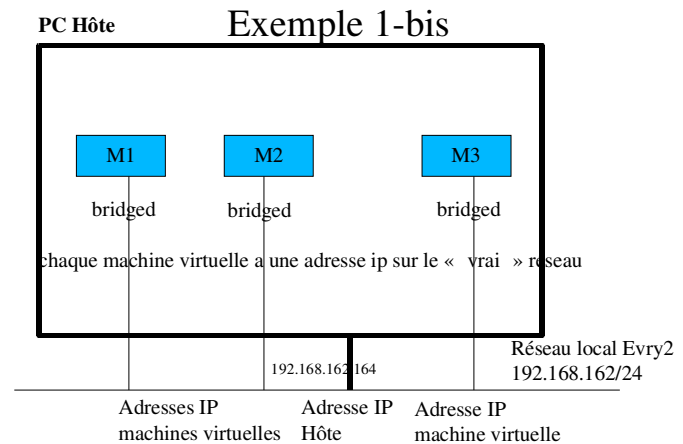 Exemple 1-bis
PC Hôte
M1
M2
M3
bridged
bridged
bridged
chaque machine virtuelle a une adresse ip sur le « vrai » réseau
Réseau local Evry2
192.168.162/24
192.168.162.164
Adresses IP
machines virtuelles
Adresse IP
Hôte
Adresse IP
machine virtuelle